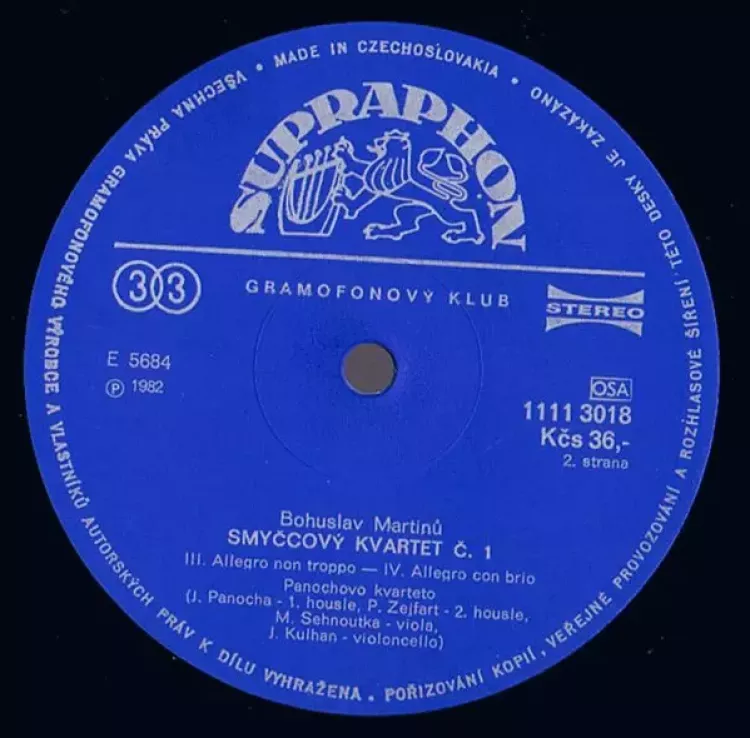 • MADE IN CZECHOSLOVAKIA •
VŠECHNA PRÁVA GRAMOFONOVÉHO VÝROBCE A VLASTNÍKŮ AUTORSKÝCH PRÁV K DÍLU VYHRAŽENA. POŘIZOVÁNÍ KOPIÍ, VEŘEJNÉ PROVOZOVÁNÍ A ROZHLASOVÉ ŠÍŘENÍ TÉTO DESKY JE ZAKÁZÁNO
SUPRAPHON
33
GRAMOFONOVÝ KLUB
STEREO
E 5684
Ⓟ 1982
OSA
1111 3018
Kčs 36,-
2. strana
Bohuslav Martinů
SMYČCOVÝ KVARTET Č. 1
III. Allegro non troppo — IV. Allegro con brio
Panochovo kvarteto
(J. Panocha - 1. housle, P. Zejfart - 2. housle,
M. Sehnoutka - viola,
J. Kulhan - violoncello)